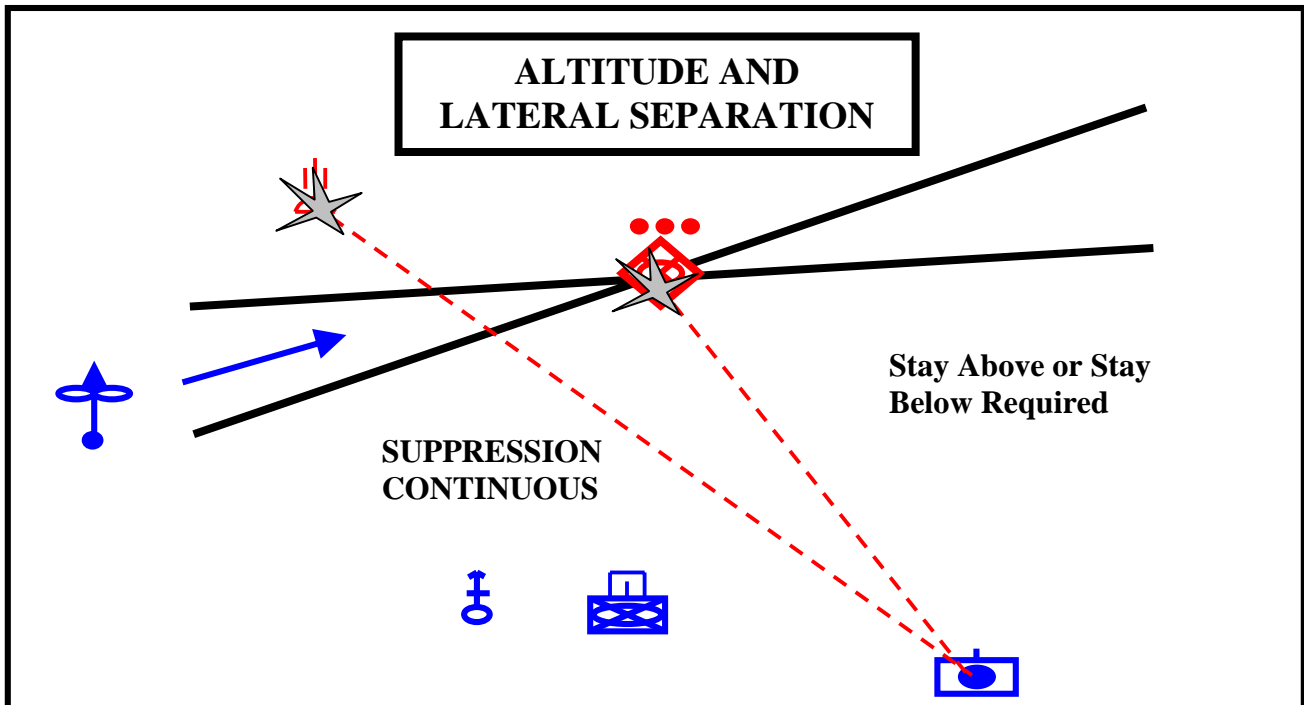 ALTITUDE AND
LATERAL SEPARATION
Stay Above or Stay
Below Required
SUPPRESSION
CONTINUOUS